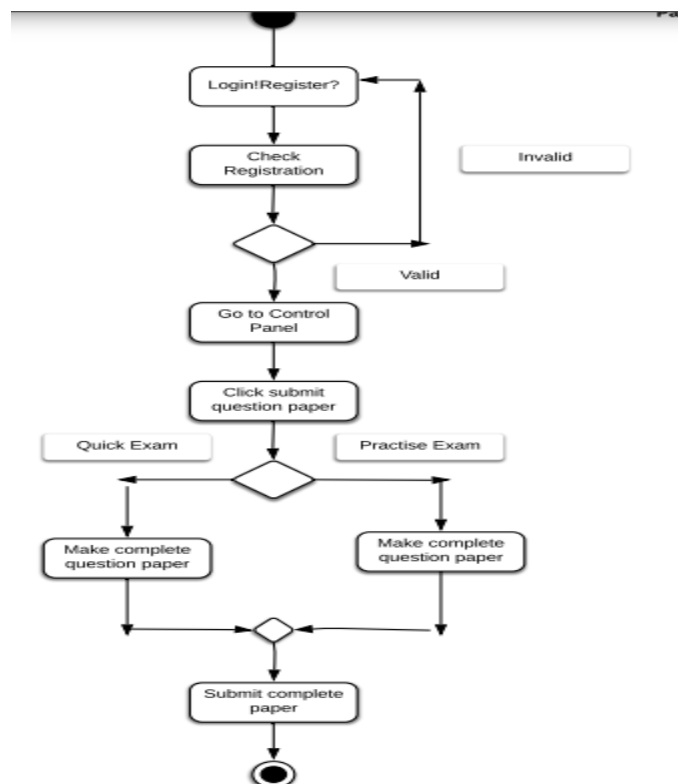 Login!Register?
Check
Registration
Invalid
Valid
Go to Control
Panel
Click submit
question paper
Quick Exam
Practise Exam
Make complete
question paper
Make complete
question paper
Submit complete
paper